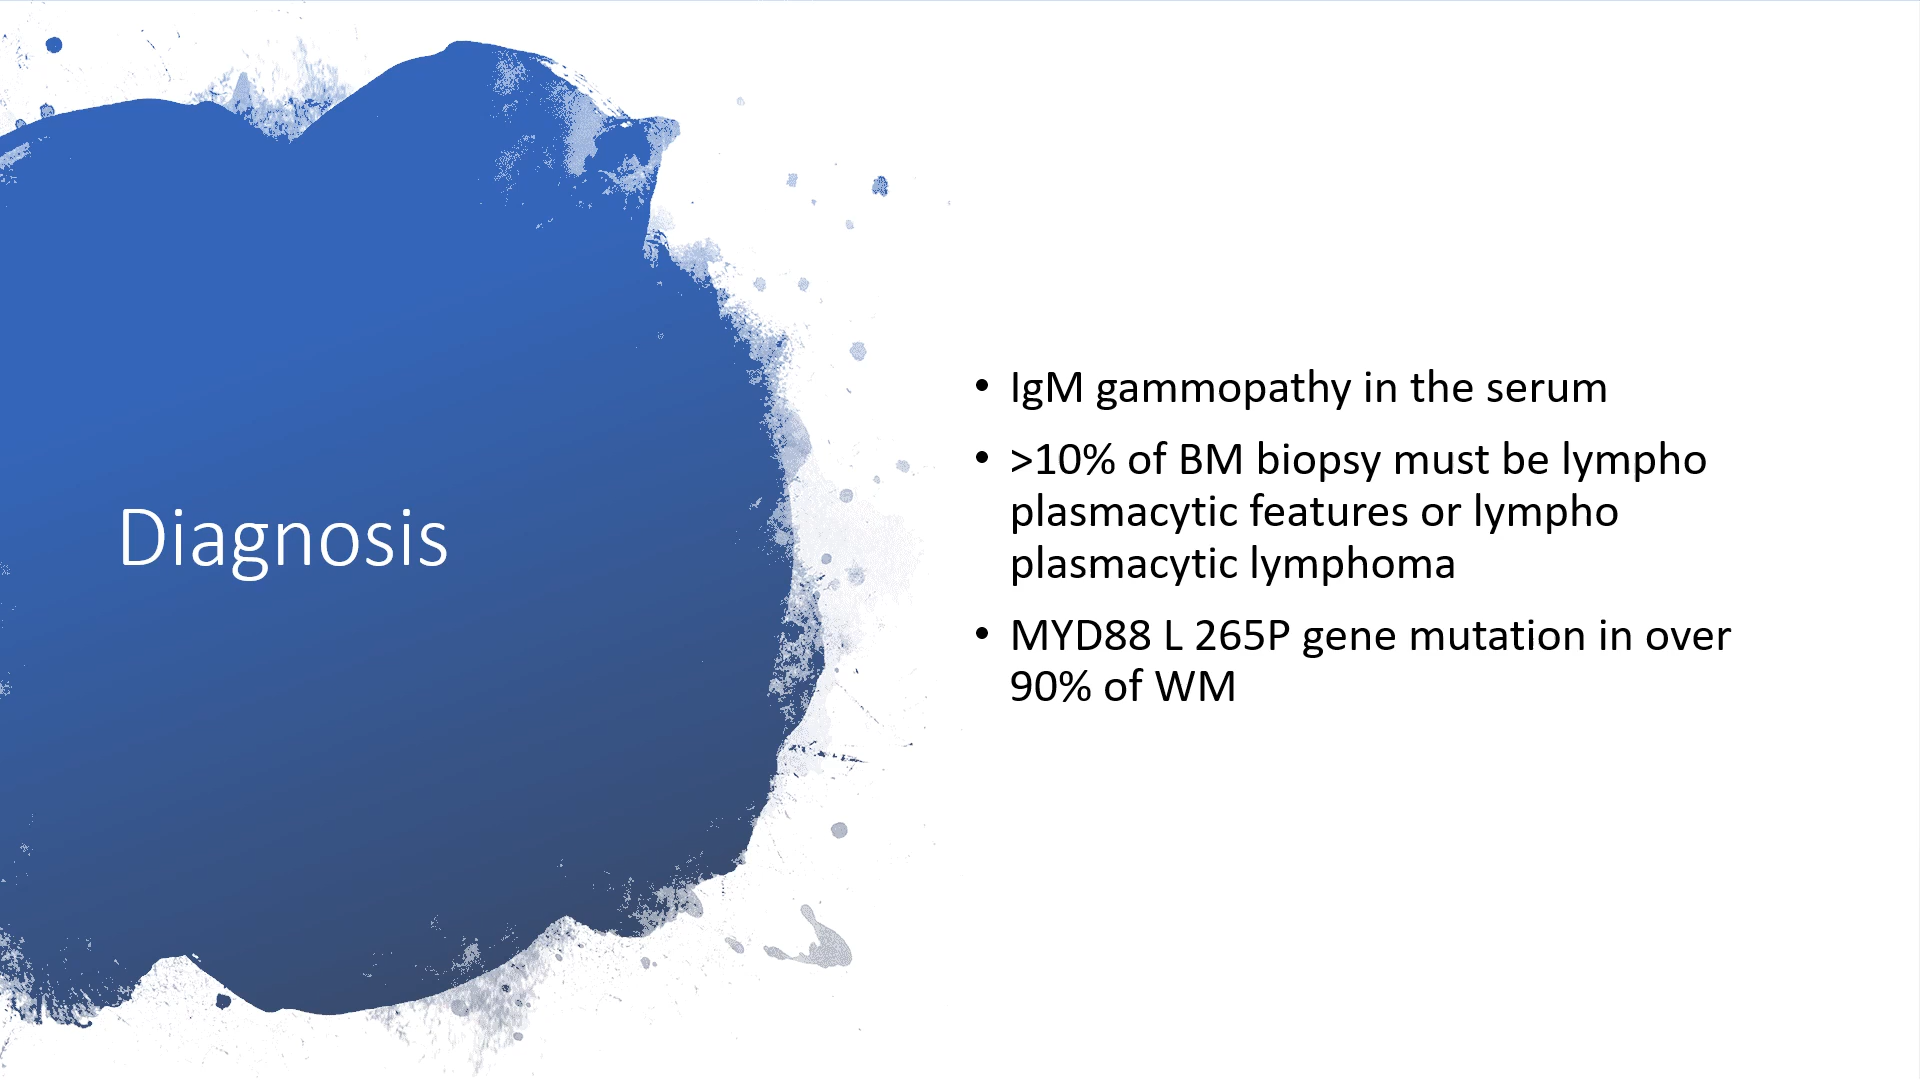 Diagnosis
• IgM gammopathy in the serum
• >10% of BM biopsy must be lympho
plasmacytic features or lympho
plasmacytic lymphoma
• MYD88 L 265P gene mutation in over
90% of WM